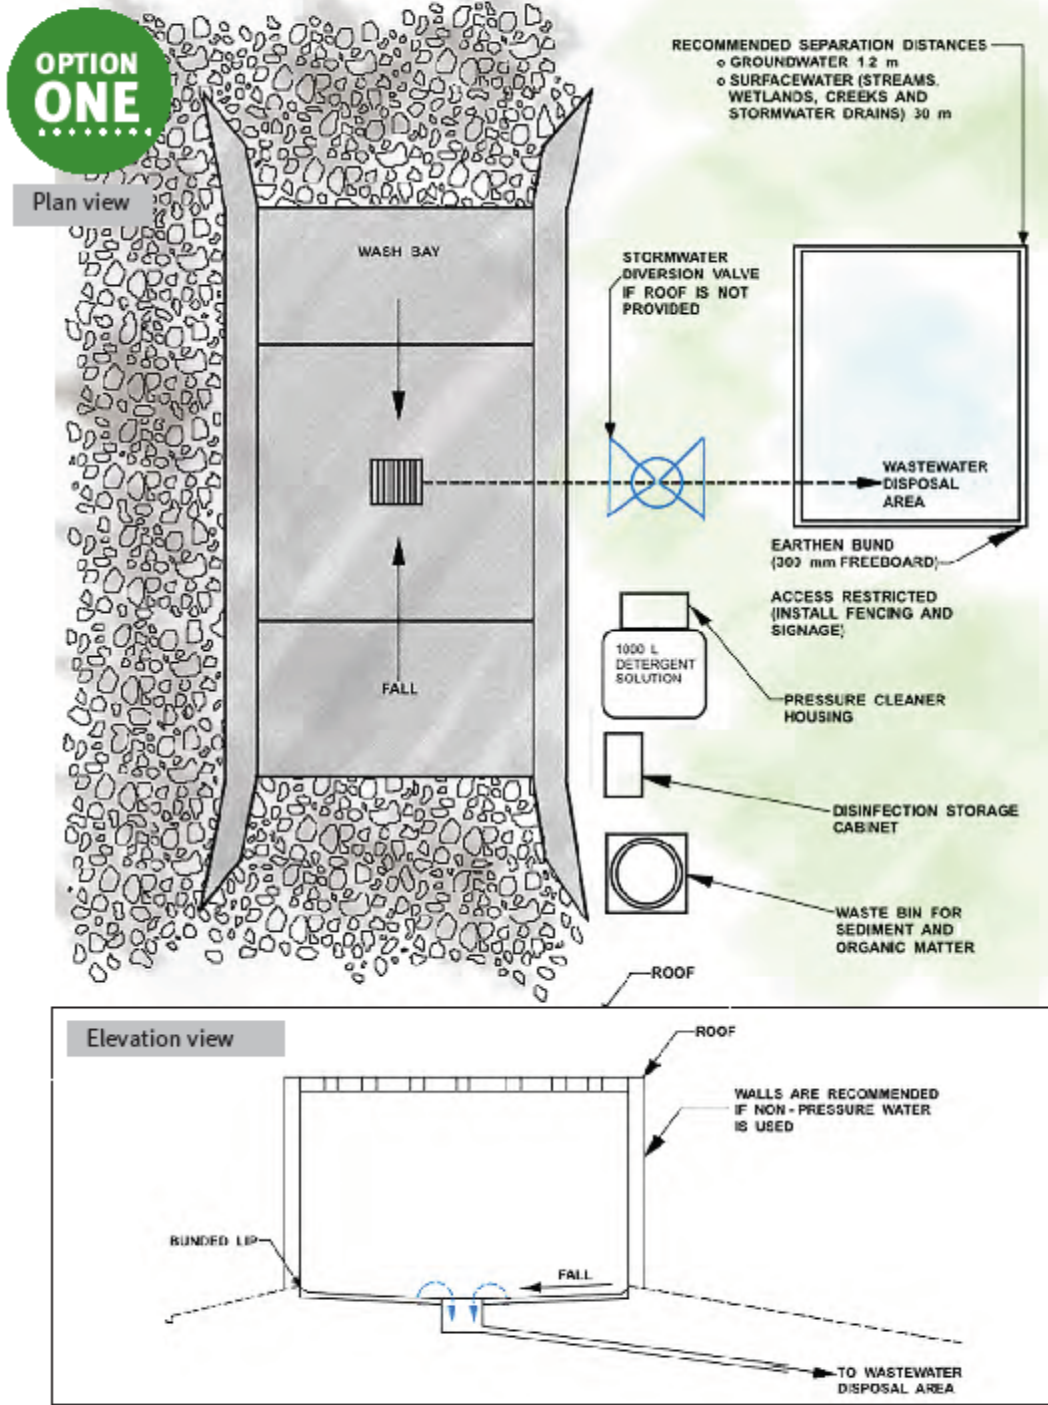 OPTION
ONE
Plan view
RECOMMENDED SEPARATION DISTANCES
o GROUNDWATER 1.2 m
o SURFACEWATER (STREAMS,
WETLANDS, CREEKS AND
STORMWATER DRAINS) 30 m
WASH BAY
STORMWATER
DIVERSION VALVE
IF ROOF IS NOT
PROVIDED
WASTEWATER
DISPOSAL
AREA
EARTHEN BUND
(300 mm FREEBOARD)
ACCESS RESTRICTED
(INSTALL FENCING AND
SIGNAGE)
1000 L
DETERGENT
SOLUTION
FALL
PRESSURE CLEANER
HOUSING
DISINFECTION STORAGE
CABINET
WASTE BIN FOR
SEDIMENT AND
ORGANIC MATTER
ROOF
Elevation view
ROOF
WALLS ARE RECOMMENDED
IF NON - PRESSURE WATER
IS USED
BUNDED LIP
FALL
TO WASTEWATER
DISPOSAL AREA